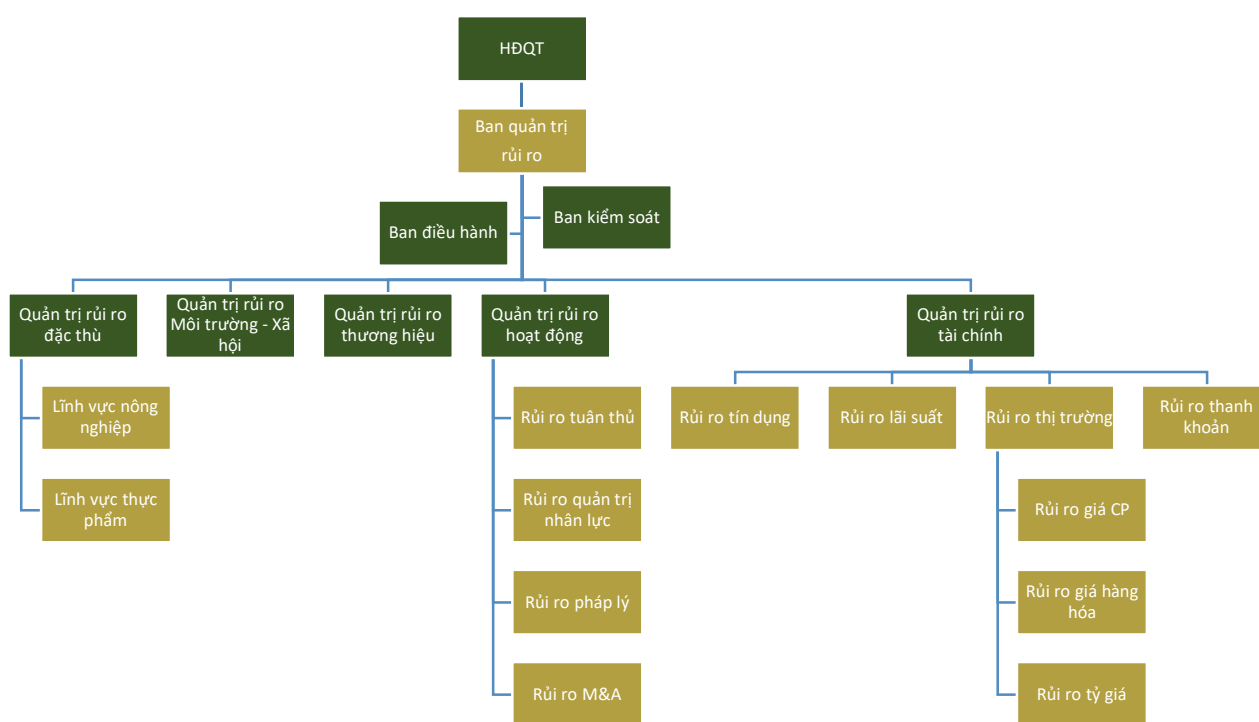 HĐQT
Ban quản trị
rủi ro
Ban kiểm soát
Ban điều hành
Quản trị rủi ro
đặc thù
Quản trị rủi ro
Môi trường - Xã
hội
Quản trị rủi ro
thương hiệu
Quản trị rủi ro
hoạt động
Quản trị rủi ro
tài chính
Lĩnh vực nông
nghiệp
Lĩnh vực thực
phẩm
Rủi ro tuân thủ
Rủi ro quản trị
nhân lực
Rủi ro pháp lý
Rủi ro M&A
Rủi ro tín dụng
Rủi ro lãi suất
Rủi ro thị trường
Rủi ro thanh
khoản
Rủi ro giá CP
Rủi ro giá hàng
hóa
Rủi ro tỷ giá